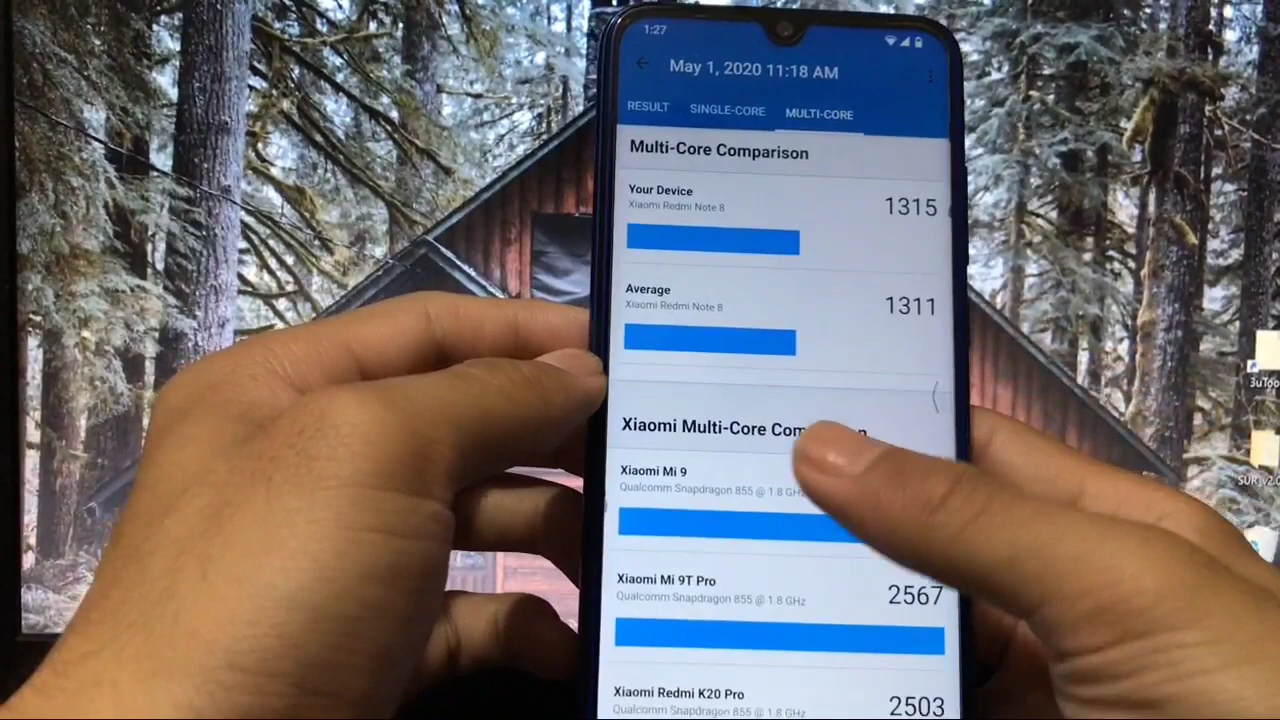 1:27
May 1, 2020 11:18 AM
RESULT SINGLE-CORE MULTI-CORE
Multi-Core Comparison
Your Device
Xiaomi Redmi Note 8
1315
Average
Xiaomi Redmi Note 8
1311
Xiaomi Multi-Core
Xiaomi Mi 9
Qualcomm Snapdragon 855 @ 1.8 GHz
Xiaomi Mi 9T Pro
Qualcomm Snapdragon 855 @ 1.8 GHz
2567
Xiaomi Redmi K20 Pro
Qualcomm Snapdragon 855 @ 1.8 GHz
2503
3uToo
SUR_v2.0